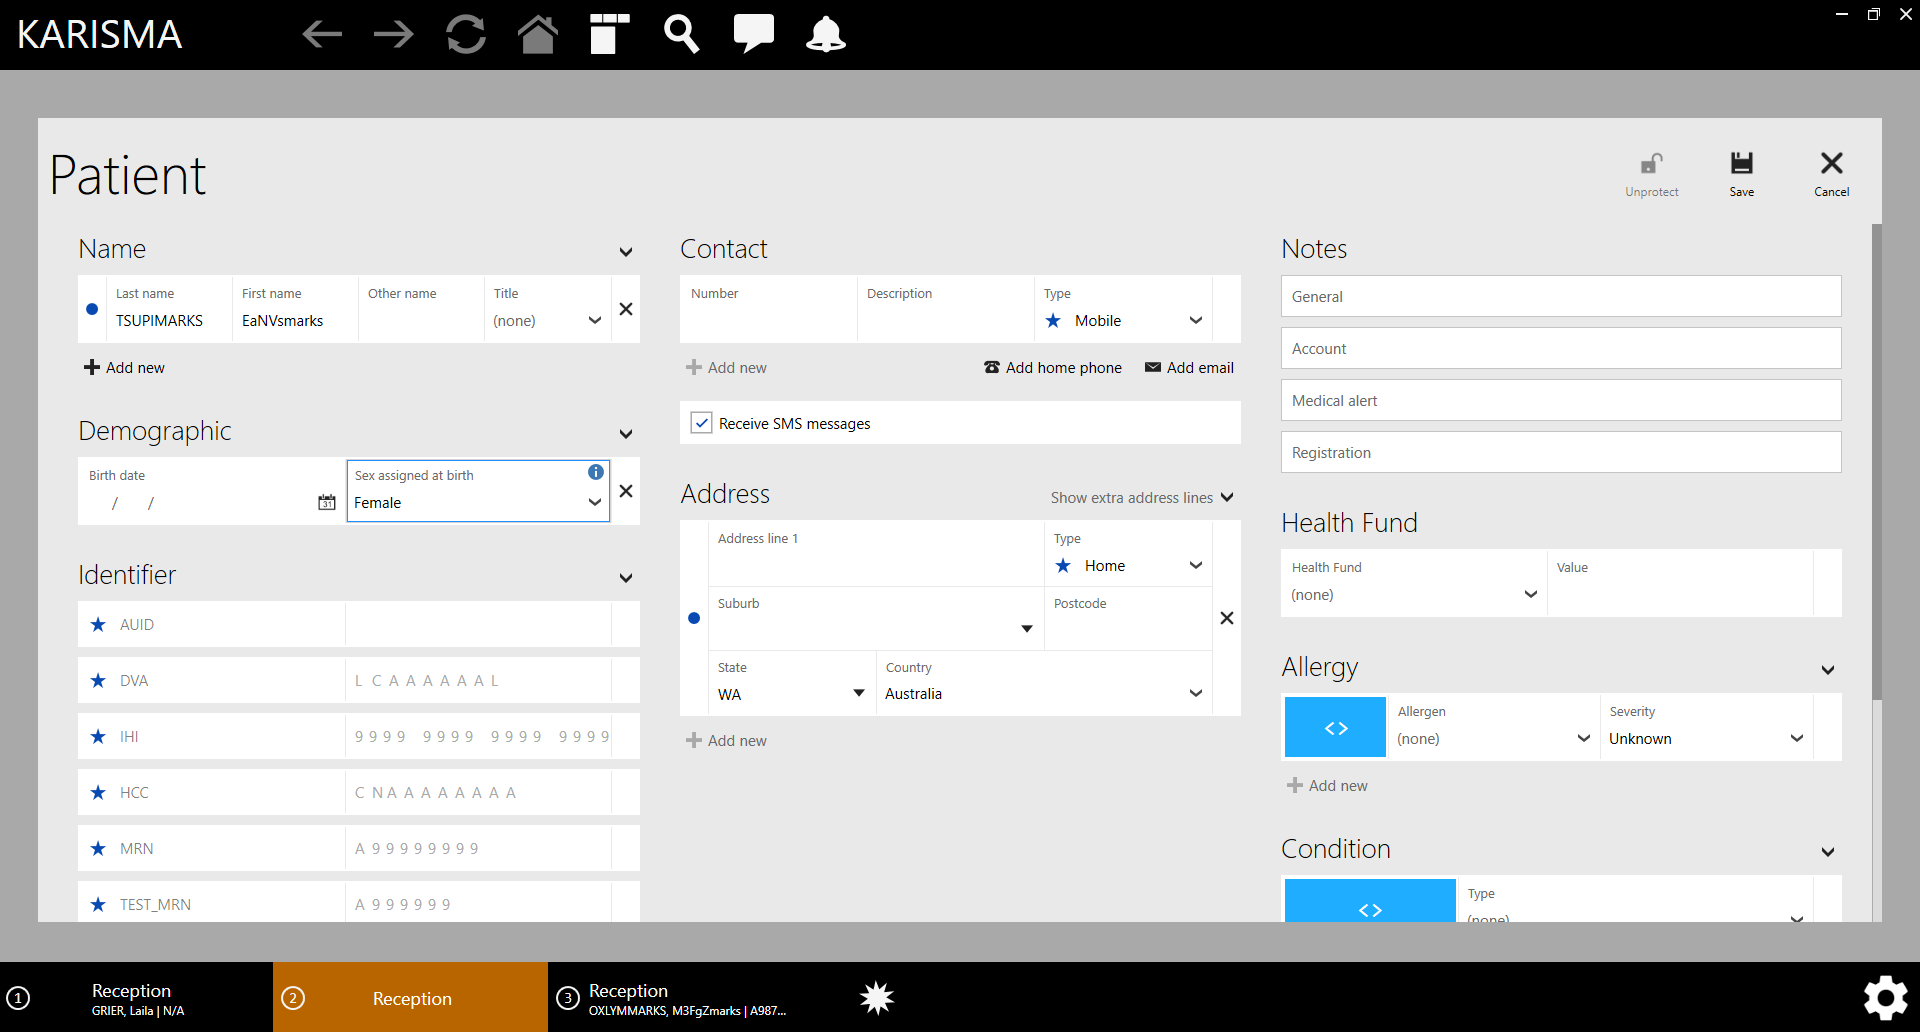 KARISMA
Patient
Unprotect
Save
Cancel
Name
Last name
TSUPIMARKS
First name
EaNVsmarks
Other name
Title
(none)
Add new
Demographic
Birth date
/ /
31
Sex assigned at birth
i
Female
Identifier
AUID
DVA
L C A A A A A A L
IHI
9 9 9 9 9 9 9 9 9 9 9 9 9 9 9 9
HCC
C N A A A A A A A A
MRN
A 9 9 9 9 9 9 9 9
TEST_MRN
A 9 9 9 9 9 9
Contact
Number
Description
Type
Mobile
Add new
Add home phone
Add email
Receive SMS messages
Address
Show extra address lines
Address line 1
Type
Home
Suburb
Postcode
State
WA
Country
Australia
Add new
Notes
General
Account
Medical alert
Registration
Health Fund
Health Fund
(none)
Value
Allergy
<>
Allergen
(none)
Severity
Unknown
Add new
Condition
<>
Type
(none)
1
Reception
GRIER, Laila | N/A
2
Reception
3
Reception
OXLYMMARKS, M3FgZmarks | A987...